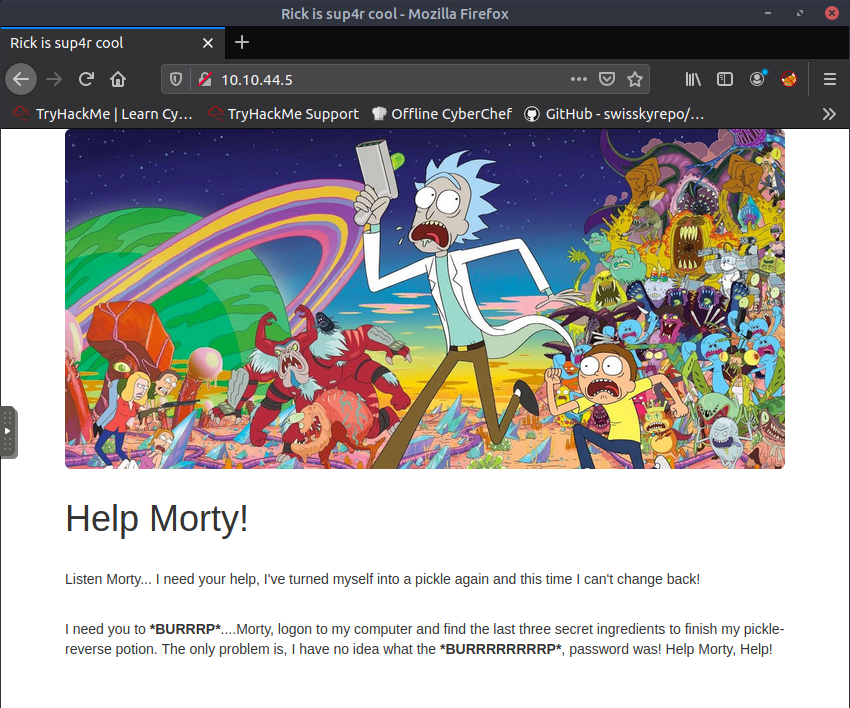 Rick is sup4r cool - Mozilla Firefox
Rick is sup4r cool
10.10.44.5
TryHackMe | Learn Cy… TryHackMe Support Offline CyberChef GitHub - swisskyrepo/…
Help Morty!
Listen Morty... I need your help, I've turned myself into a pickle again and this time I can't change back!
I need you to *BURRRP*....Morty, logon to my computer and find the last three secret ingredients to finish my pickle-
reverse potion. The only problem is, I have no idea what the *BURRRRRRRRP*, password was! Help Morty, Help!